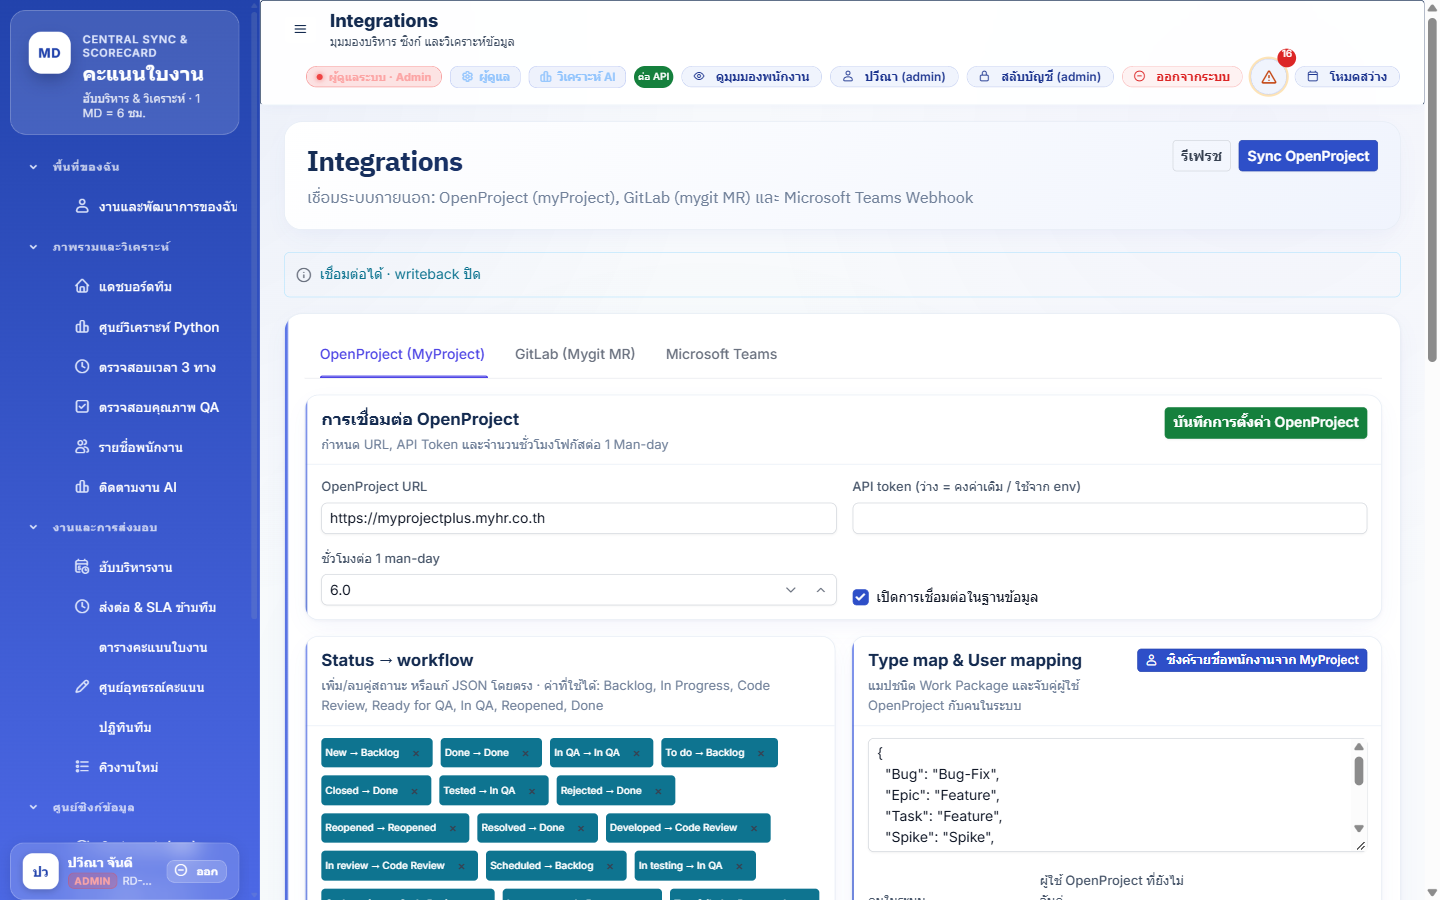 MD
CENTRAL SYNC &
SCORECARD
คะแนนใบงาน
ฮับบริหาร & วิเคราะห์ · 1
MD = 6 ชม.
พื้นที่ของฉัน
งานและพัฒนาการของฉัน
ภาพรวมและวิเคราะห์
แดชบอร์ดทีม
ศูนย์วิเคราะห์ Python
ตรวจสอบเวลา 3 ทาง
ตรวจสอบคุณภาพ QA
รายชื่อพนักงาน
ติดตามงาน AI
งานและการส่งมอบ
ฮับบริหารงาน
ส่งต่อ & SLA ข้ามทีม
ตารางคะแนนใบงาน
ศูนย์อุทธรณ์คะแนน
ปฏิทินทีม
คิวงานใหม่
ศูนย์ซิงก์ข้อมูล
ปว
ปวีณา จันดี
ADMIN RD-...
ออก
Integrations
มุมมองบริหาร ซิงก์ และวิเคราะห์ข้อมูล
ผู้ดูแลระบบ · Admin
ผู้ดูแล
วิเคราะห์ AI
ต่อ API
ดูมุมมองพนักงาน
ปวีณา (admin)
สลับบัญชี (admin)
ออกจากระบบ
16
โหมดสว่าง
Integrations
เชื่อมระบบภายนอก: OpenProject (myProject), GitLab (mygit MR) และ Microsoft Teams Webhook
รีเฟรช
Sync OpenProject
เชื่อมต่อได้ · writeback ปิด
OpenProject (MyProject)
GitLab (Mygit MR)
Microsoft Teams
การเชื่อมต่อ OpenProject
กำหนด URL, API Token และจำนวนชั่วโมงโฟกัสต่อ 1 Man-day
บันทึกการตั้งค่า OpenProject
OpenProject URL
https://myprojectplus.myhr.co.th
API token (ว่าง = คงค่าเดิม / ใช้จาก env)
ชั่วโมงต่อ 1 man-day
6.0
เปิดการเชื่อมต่อในฐานข้อมูล
Status → workflow
เพิ่ม/ลบคู่สถานะ หรือแก้ JSON โดยตรง · ค่าที่ใช้ได้: Backlog, In Progress, Code
Review, Ready for QA, In QA, Reopened, Done
New → Backlog ×
Done → Done ×
In QA → In QA ×
To do → Backlog ×
Closed → Done ×
Tested → In QA ×
Rejected → Done ×
Reopened → Reopened ×
Resolved → Done ×
Developed → Code Review ×
In review → Code Review ×
Scheduled → Backlog ×
In testing → In QA ×
Type map & User mapping
แมปชนิด Work Package และจับคู่ผู้ใช้
OpenProject กับคนในระบบ
ซิงค์รายชื่อพนักงานจาก MyProject
{
"Bug": "Bug-Fix",
"Epic": "Feature",
"Task": "Feature",
"Spike": "Spike",
ผู้ใช้ OpenProject ที่ยังไม่